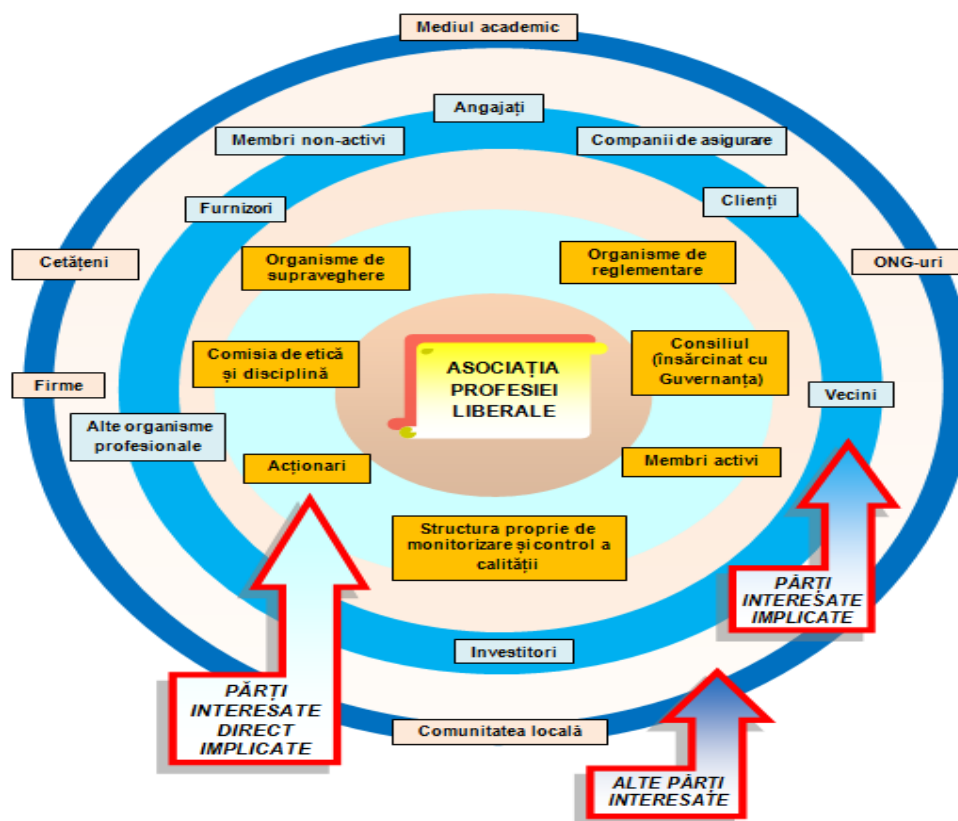 Mediul academic
Angajați
Membri non-activi
Companii de asigurare
Furnizori
Clienți
Cetățeni
Organisme de
supraveghere
Organisme de
reglementare
ONG-uri
Comisia de etică
și disciplină
ASOCIAȚIA
PROFESIEI
LIBERALE
Consiliul
(însărcinat cu
Guvernanța)
Firme
Vecini
Alte organisme
profesionale
Acționari
Membri activi
Structura proprie de
monitorizare și control a
calității
PĂRȚI
INTERESATE
IMPLICATE
Investitori
PĂRȚI
INTERESATE
DIRECT
IMPLICATE
Comunitatea locală
ALTE PĂRȚI
INTERESATE